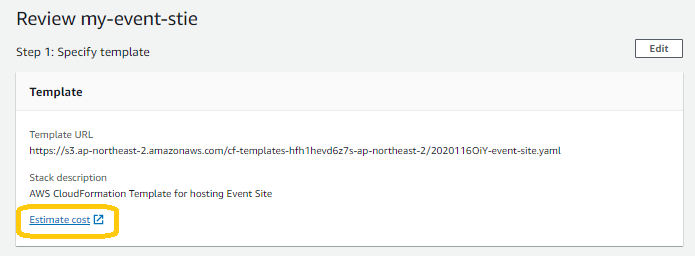 Review my-event-stie
Step 1: Specify template
Edit
Template
Template URL
https://s3.ap-northeast-2.amazonaws.com/cf-templates-hfh1hevd6z7s-ap-northeast-2/2020116OiY-event-site.yaml
Stack description
AWS CloudFormation Template for hosting Event Site
Estimate cost